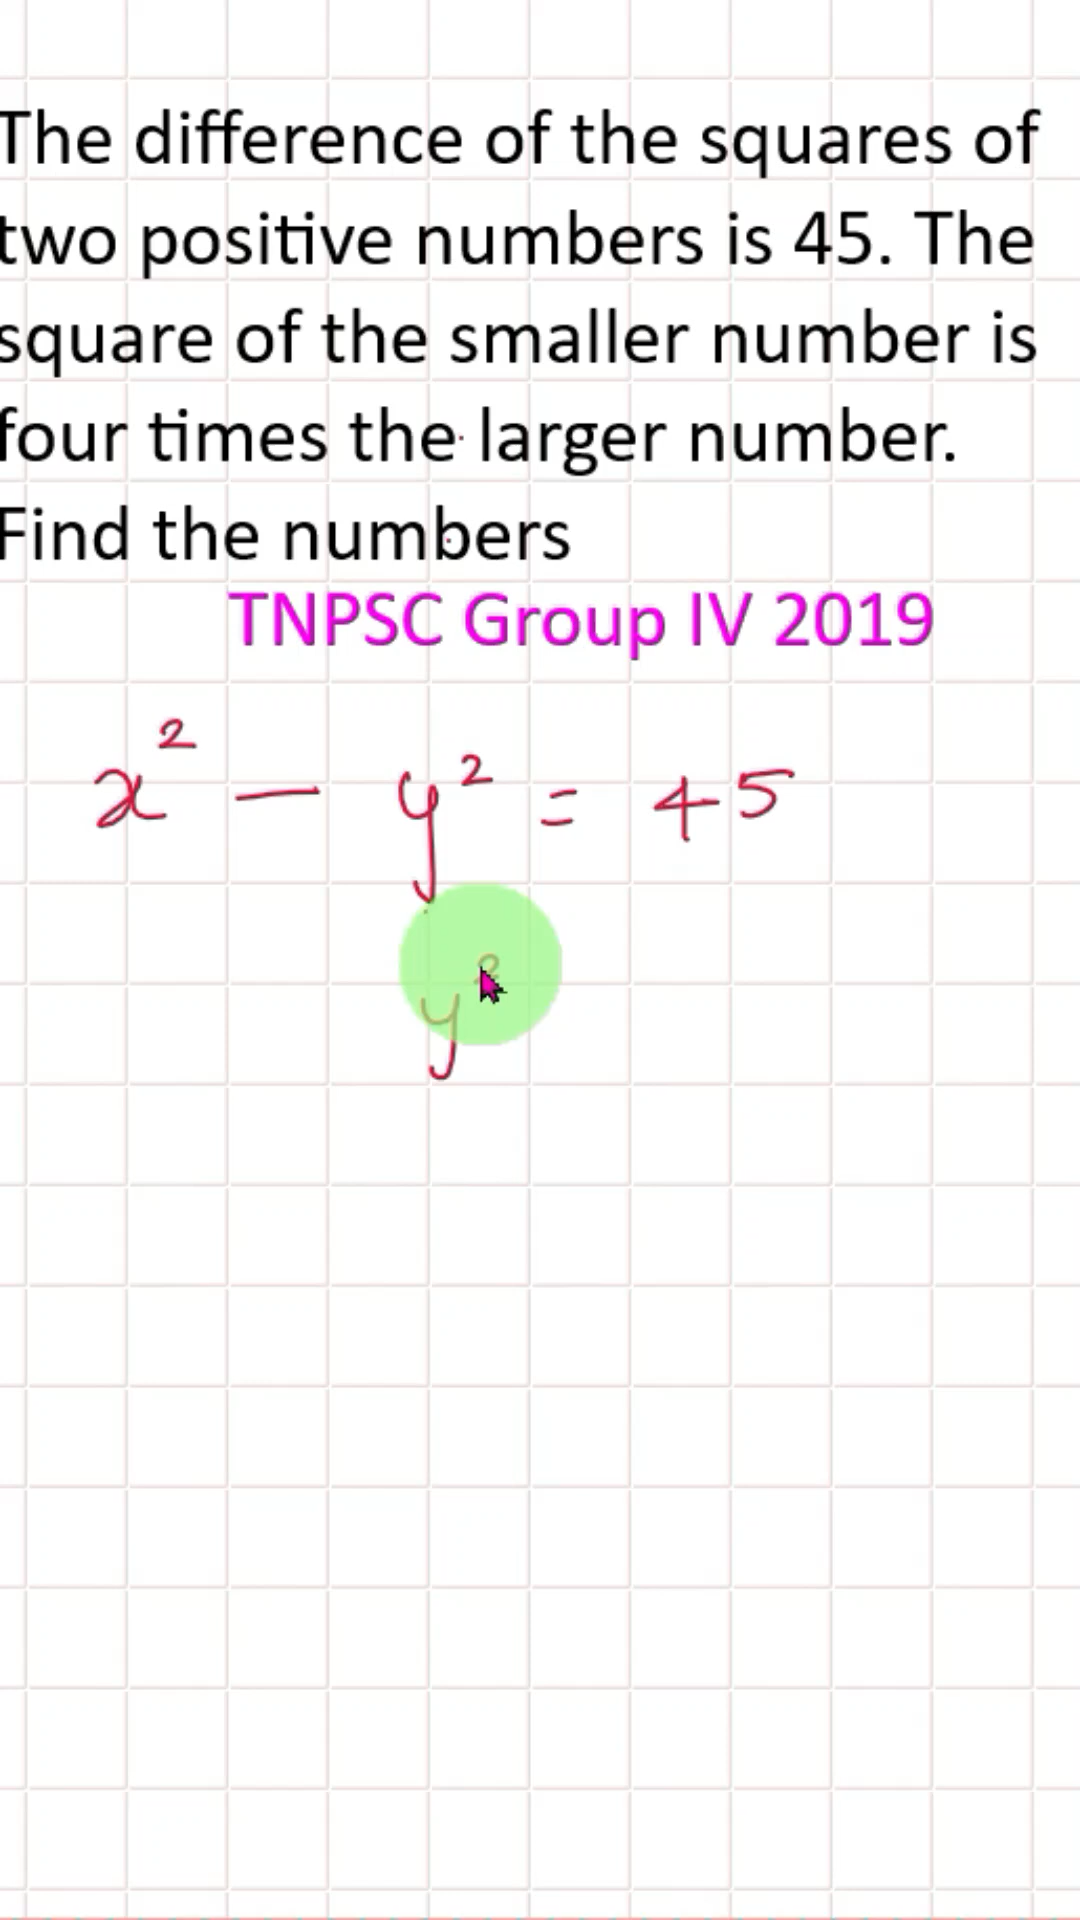 The difference of the squares of
two positive numbers is 45. The
square of the smaller number is
four times the larger number.
Find the numbers
TNPSC Group IV 2019
x² — y² = 45
y²